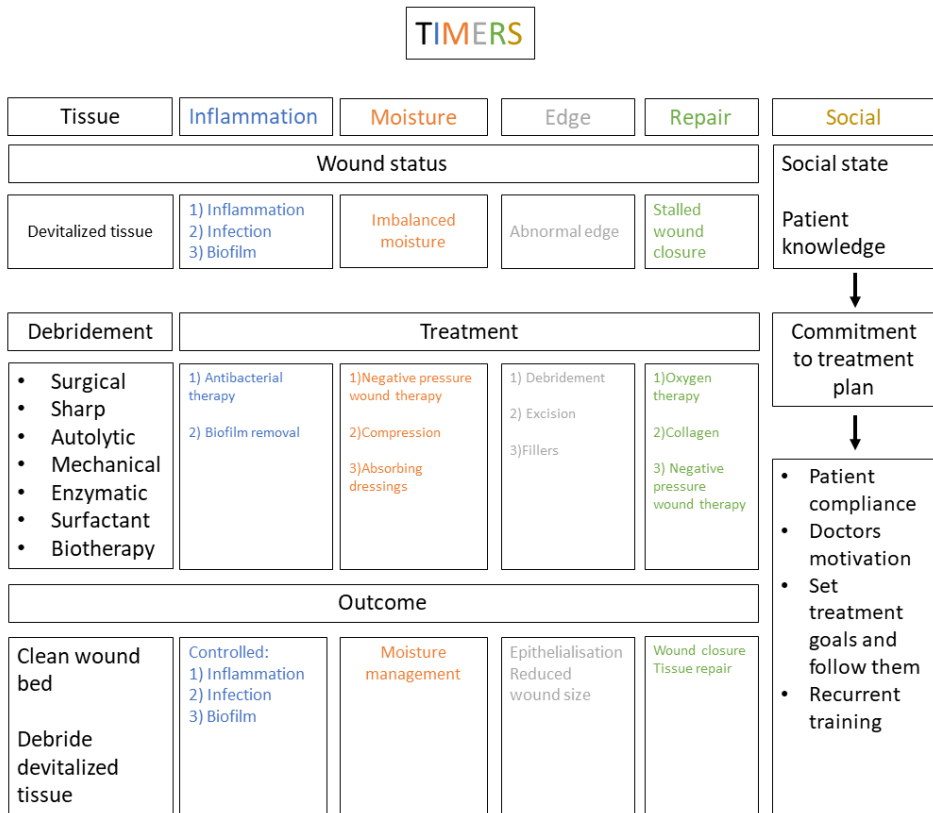 TIMERS
Tissue
Inflammation
Moisture
Edge
Repair
Social
Wound status
Devitalized tissue
1) Inflammation
2) Infection
3) Biofilm
Imbalanced
moisture
Abnormal edge
Stalled
wound
closure
Social state
Patient
knowledge
Debridement
Treatment
Commitment
to treatment
plan
• Surgical
• Sharp
• Autolytic
• Mechanical
• Enzymatic
• Surfactant
• Biotherapy
1) Antibacterial
therapy
2) Biofilm removal
1)Negative pressure
wound therapy
2)Compression
3)Absorbing
dressings
1) Debridement
2) Excision
3)Fillers
1)Oxygen
therapy
2)Collagen
3) Negative
pressure
wound therapy
• Patient
compliance
• Doctors
motivation
• Set
treatment
goals and
follow them
• Recurrent
training
Outcome
Clean wound
bed
Debride
devitalized
tissue
Controlled:
1) Inflammation
2) Infection
3) Biofilm
Moisture
management
Epithelialisation
Reduced
wound size
Wound closure
Tissue repair